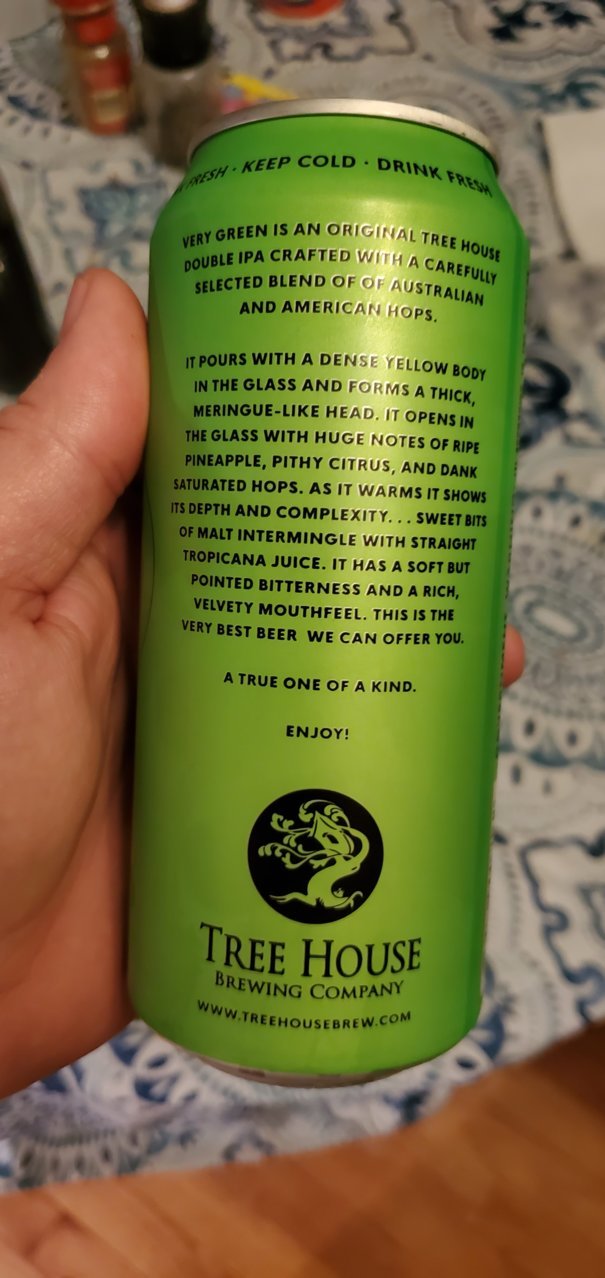 FRESH · KEEP COLD · DRINK FRESH
VERY GREEN IS AN ORIGINAL TREE HOUSE
DOUBLE IPA CRAFTED WITH A CAREFULLY
SELECTED BLEND OF OF AUSTRALIAN
AND AMERICAN HOPS.
IT POURS WITH A DENSE YELLOW BODY
IN THE GLASS AND FORMS A THICK,
MERINGUE-LIKE HEAD. IT OPENS IN
THE GLASS WITH HUGE NOTES OF RIPE
PINEAPPLE, PITHY CITRUS, AND DANK
SATURATED HOPS. AS IT WARMS IT SHOWS
ITS DEPTH AND COMPLEXITY... SWEET BITS
OF MALT INTERMINGLE WITH STRAIGHT
TROPICANA JUICE. IT HAS A SOFT BUT
POINTED BITTERNESS AND A RICH,
VELVETY MOUTHFEEL. THIS IS THE
VERY BEST BEER WE CAN OFFER YOU.
A TRUE ONE OF A KIND.
ENJOY!
TREE HOUSE
BREWING COMPANY
WWW.TREEHOUSEBREW.COM